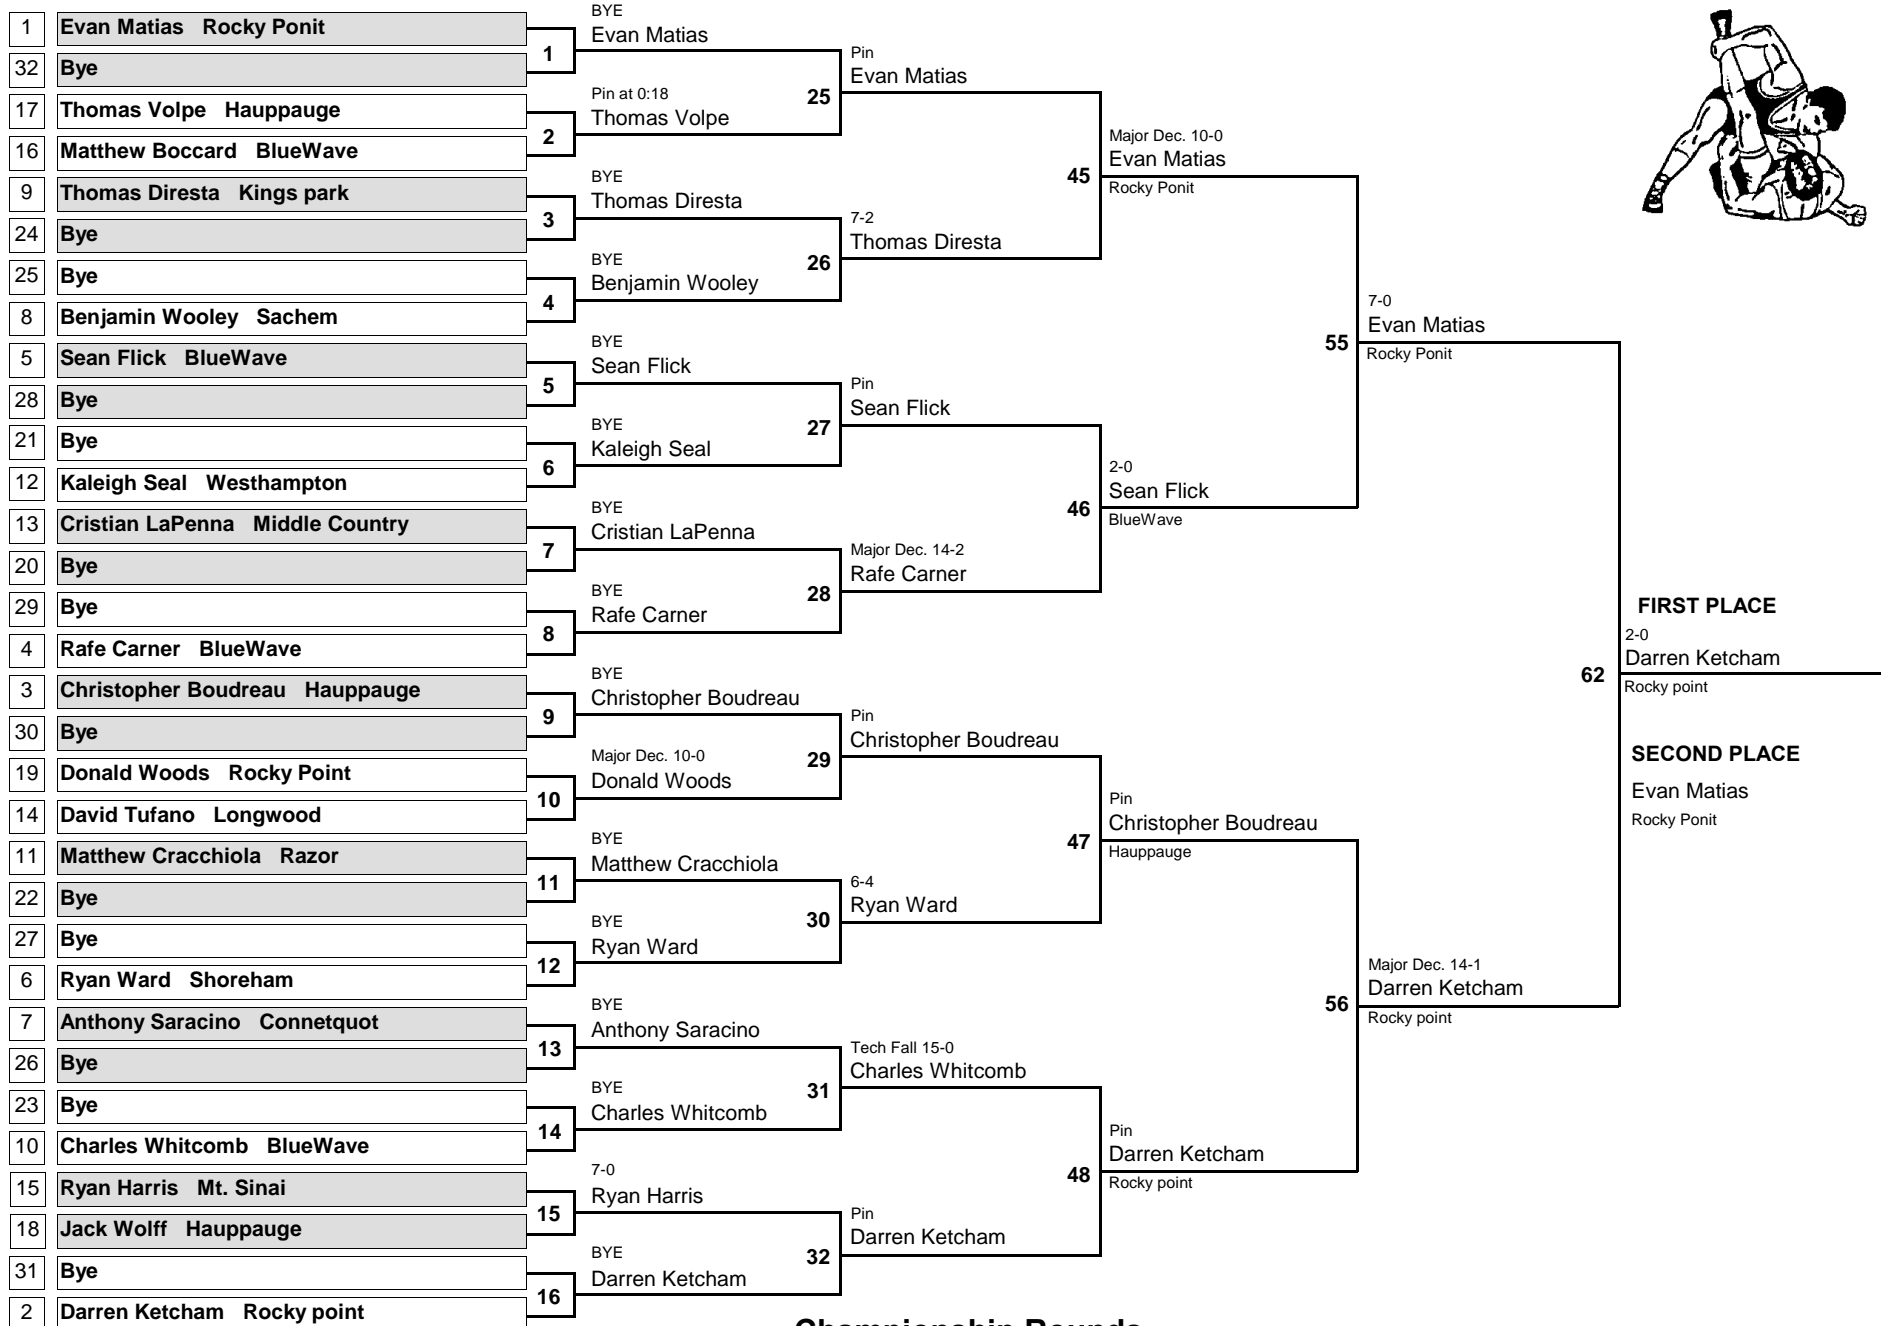 1 Evan Matias Rocky Ponit
32 Bye
17 Thomas Volpe Hauppauge
16 Matthew Boccard BlueWave
9 Thomas Diresta Kings park
24 Bye
25 Bye
8 Benjamin Wooley Sachem
5 Sean Flick BlueWave
28 Bye
21 Bye
12 Kaleigh Seal Westhampton
13 Cristian LaPenna Middle Country
20 Bye
29 Bye
4 Rafe Carner BlueWave
3 Christopher Boudreau Hauppauge
30 Bye
19 Donald Woods Rocky Point
14 David Tufano Longwood
11 Matthew Cracchiola Razor
22 Bye
27 Bye
6 Ryan Ward Shoreham
7 Anthony Saracino Connetquot
26 Bye
23 Bye
10 Charles Whitcomb BlueWave
15 Ryan Harris Mt. Sinai
18 Jack Wolff Hauppauge
31 Bye
2 Darren Ketcham Rocky point
1
2
3
4
5
6
7
8
9
10
11
12
13
14
15
16
BYE
Evan Matias
Pin at 0:18
Thomas Volpe
BYE
Thomas Diresta
BYE
Benjamin Wooley
BYE
Sean Flick
BYE
Kaleigh Seal
BYE
Cristian LaPenna
BYE
Rafe Carner
BYE
Christopher Boudreau
Major Dec. 10-0
Donald Woods
BYE
Matthew Cracchiola
BYE
Ryan Ward
BYE
Anthony Saracino
BYE
Charles Whitcomb
7-0
Ryan Harris
BYE
Darren Ketcham
25
26
27
28
29
30
31
32
Pin
Evan Matias
7-2
Thomas Diresta
Pin
Sean Flick
Major Dec. 14-2
Rafe Carner
Pin
Christopher Boudreau
6-4
Ryan Ward
Tech Fall 15-0
Charles Whitcomb
Pin
Darren Ketcham
45
46
47
48
Major Dec. 10-0
Evan Matias
Rocky Ponit
2-0
Sean Flick
BlueWave
Pin
Christopher Boudreau
Hauppauge
Pin
Darren Ketcham
Rocky point
55
56
7-0
Evan Matias
Rocky Ponit
Major Dec. 14-1
Darren Ketcham
Rocky point
62
FIRST PLACE
2-0
Darren Ketcham
Rocky point
SECOND PLACE
Evan Matias
Rocky Ponit
Championship Rounds